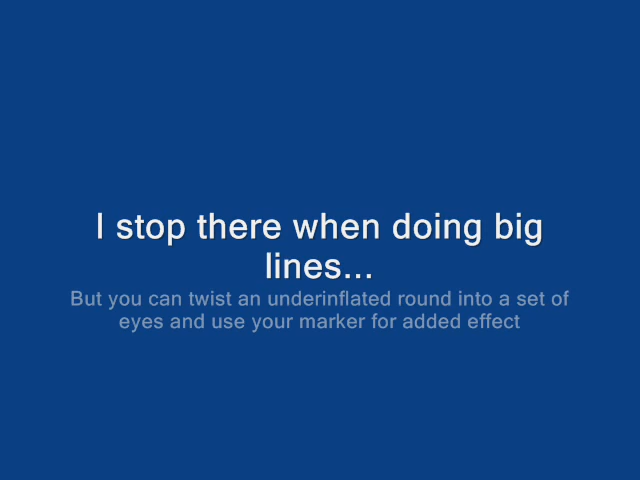 I stop there when doing big
lines...
But you can twist an underinflated round into a set of
eyes and use your marker for added effect